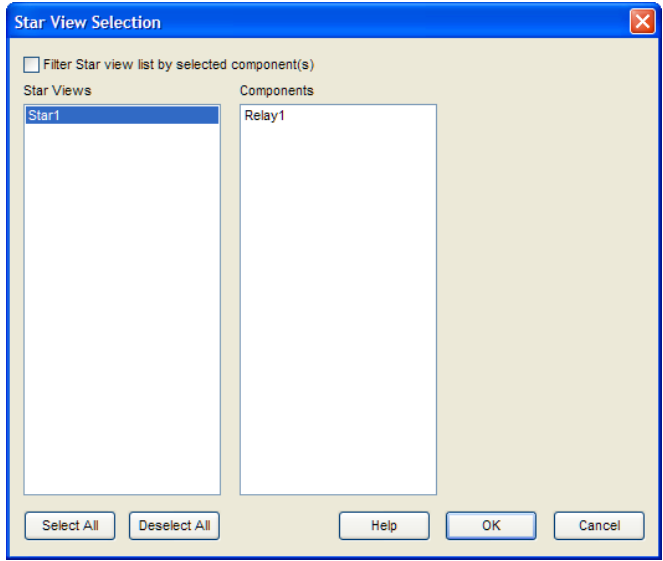 Star View Selection
Filter Star view list by selected component(s)
Star Views
Components
Star1
Relay1
Select All
Deselect All
Help
OK
Cancel